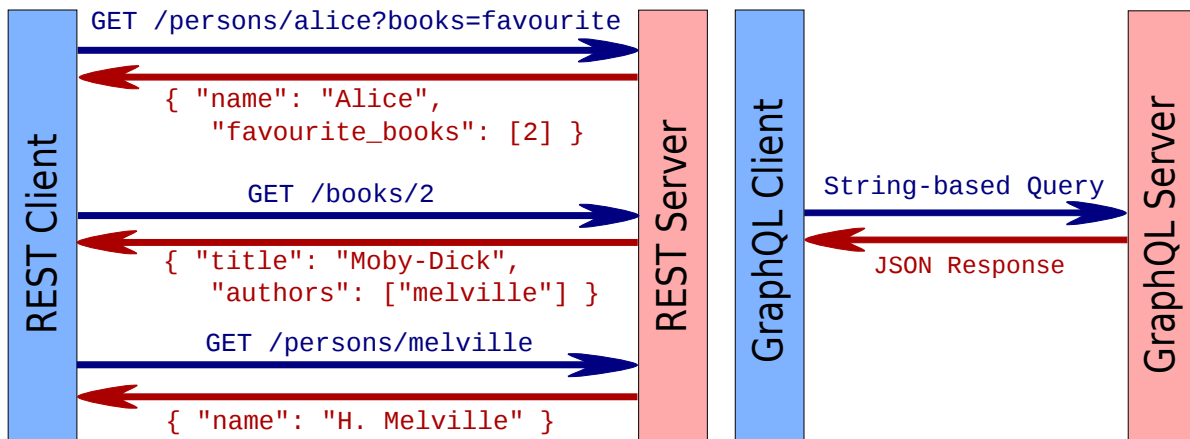 GET /persons/alice?books=favourite
{ "name": "Alice",
"favourite_books": [2] }
GET /books/2
{ "title": "Moby-Dick",
"authors": ["melville"] }
GET /persons/melville
{ "name": "H. Melville" }
REST Client
REST Server
GraphQL Client
String-based Query
JSON Response
GraphQL Server